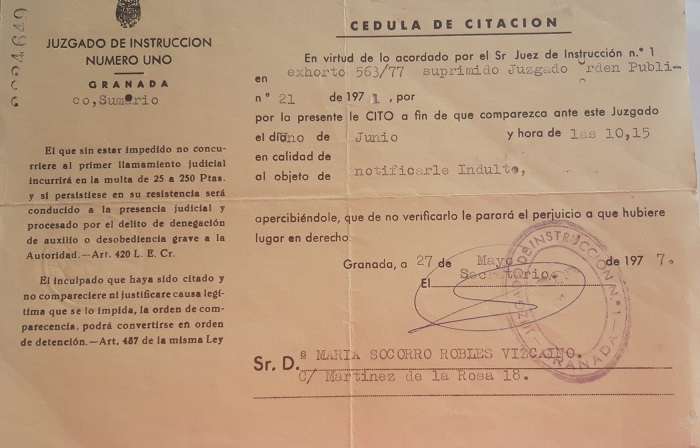 JUZGADO DE INSTRUCCION
NUMERO UNO
GRANADA
co,Sumario
El que sin estar impedido no concu-
rriere al primer llamamiento judicial
incurrirá en la multa de 25 a 250 Ptas.
y si persistiese en su resistencia será
conducido a la presencia judicial y
procesado por el delito de denegación
de auxilio o desobediencia grave a la
Autoridad.—Art. 420 L. E. Cr.
El inculpado que haya sido citado y
no compareciere ni justificare causa legí-
tima que se lo impida, la orden de com-
parecencia, podrá convertirse en orden
de detención.—Art. 487 de la misma Ley
CEDULA DE CITACION
En virtud de lo acordado por el Sr Juez de Instrucción n.° 1
en exhorto 563/77 suprimido Juzgado Orden Publi-
n° 21 de 1971, por
por la presente le CITO a fin de que comparezca ante este Juzgado
el día uno de Junio y hora de las 10,15
en calidad de
al objeto de notificarle Indulto,
apercibiéndole, que de no verificarlo le parará el perjuicio a que hubiere
lugar en derecho
Granada, a 27 de Mayo de 1977.
El Secretario.
JUZGADO DE INSTRUCCION N.° 1 - GRANADA -
Sr. D.ª MARIA SOCORRO ROBLES VIZCAINO.
C/ Martinez de la Rosa 18.